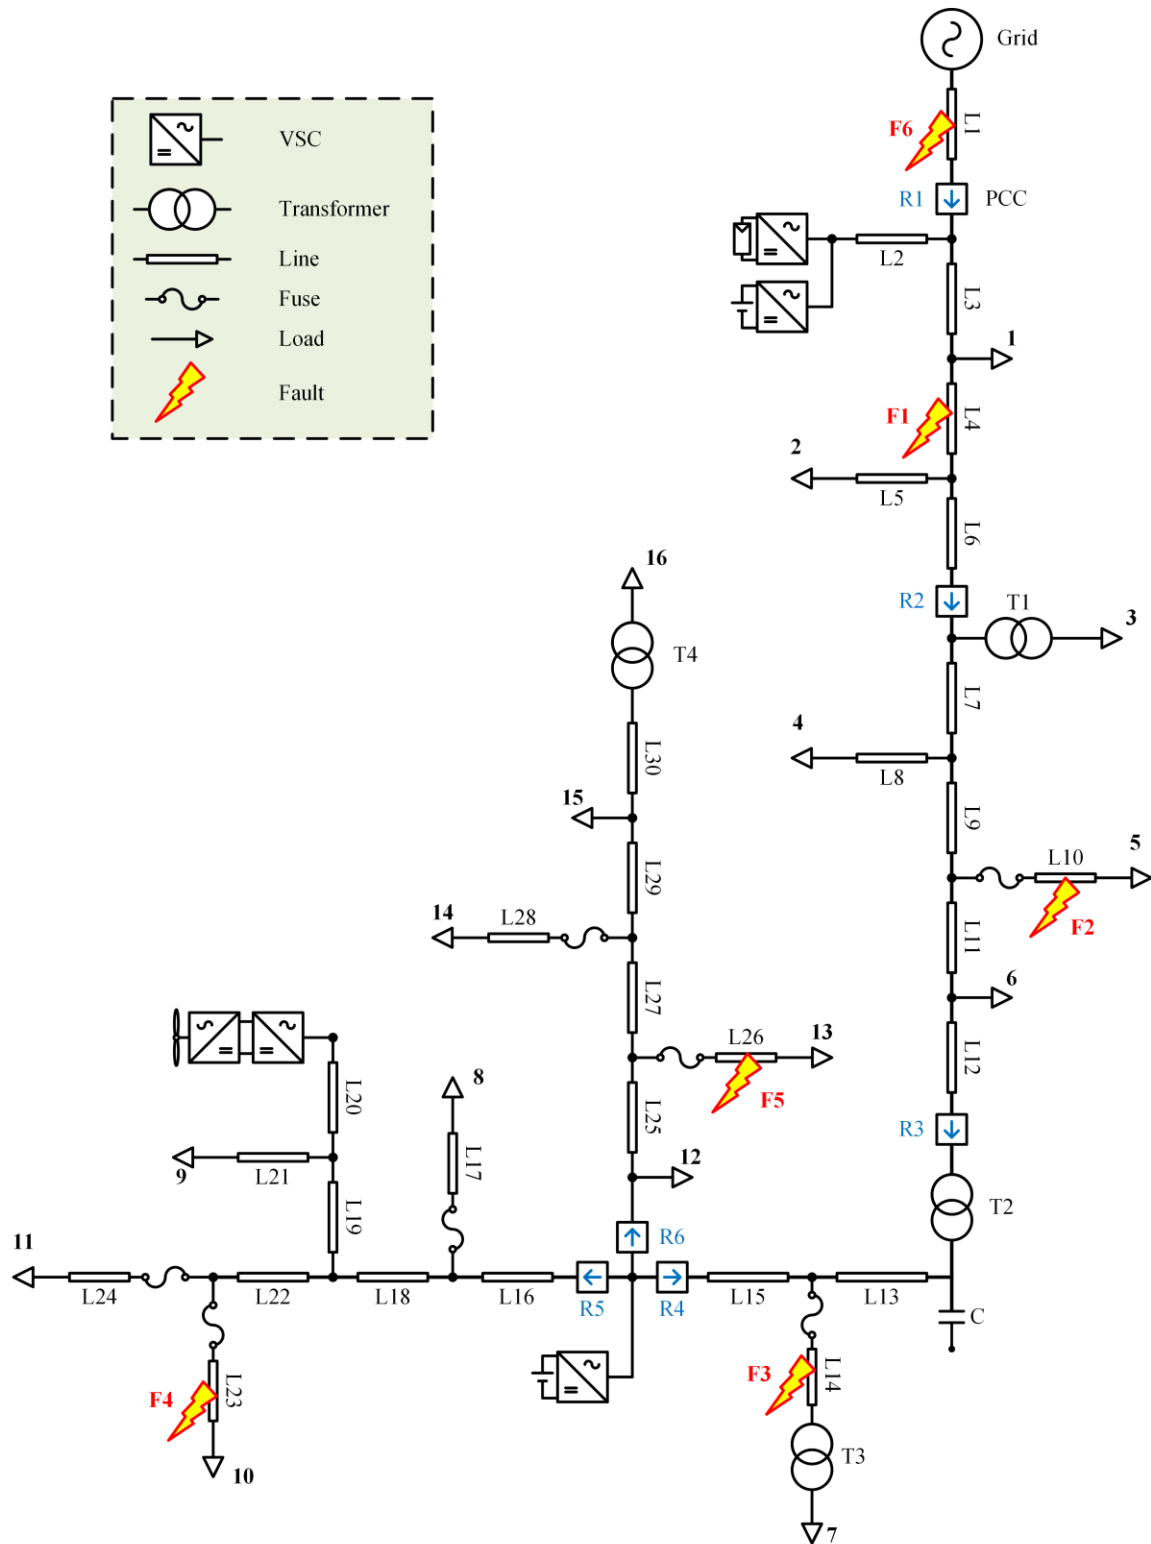 Grid
L1
F6
R1
PCC
VSC
Transformer
Line
Fuse
Load
Fault
L2
L3
1
F1
L4
2
L5
L6
16
R2
T1
3
T4
L7
4
L8
L30
15
L9
L10
5
L29
F2
14
L28
L11
6
L27
L26
13
L12
F5
8
L20
L25
R3
L17
12
9
L21
T2
L19
11
R6
L24
L22
L18
L16
R5
R4
L15
L13
C
F4
L23
F3
L14
10
T3
7